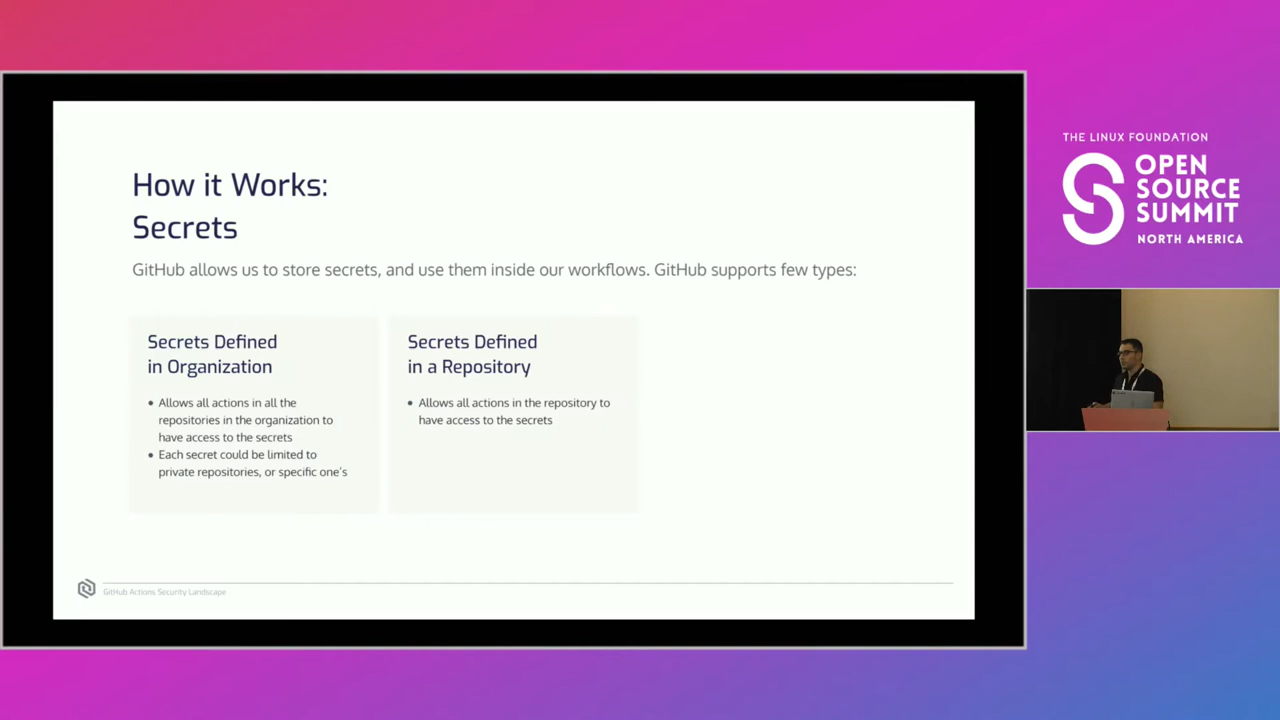 How it Works:
Secrets
GitHub allows us to store secrets, and use them inside our workflows. GitHub supports few types:
Secrets Defined
in Organization
• Allows all actions in all the
repositories in the organization to
have access to the secrets
• Each secret could be limited to
private repositories, or specific one's
Secrets Defined
in a Repository
• Allows all actions in the repository to
have access to the secrets
GitHub Actions Security Landscape
THE LINUX FOUNDATION
OPEN
SOURCE
SUMMIT
NORTH AMERICA